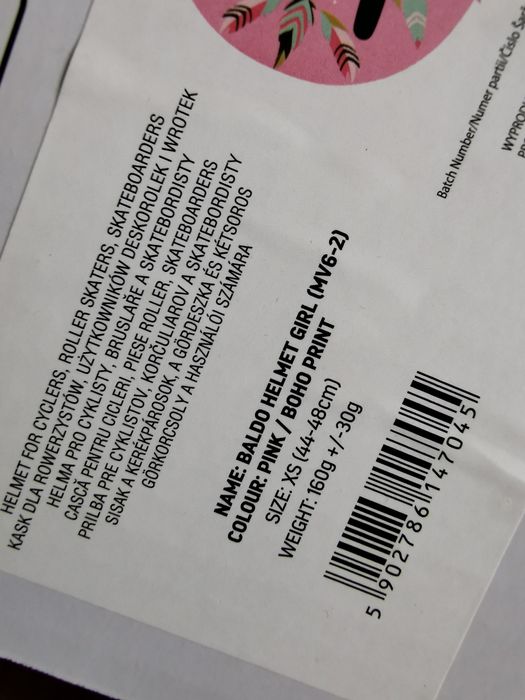 HELMET FOR CYCLERS, ROLLER SKATERS, SKATEBOARDERS
KASK DLA ROWERZYSTÓW, UŻYTKOWNIKÓW DESKOROLEK I WROTEK
HELMA PRO CYKLISTY, BRUSLAŘE A SKATEBORDISTY
CASCĂ PENTRU CICLERI, PIESE ROLLER, SKATEBOARDERS
PRILBA PRE CYKLISTOV, KORČULIAROV, A SKATEBORDISTY
SISAK A KERÉKPÁROSOK, A GÖRDESZKA ÉS KÉTSOROS
GÖRKORCSOLY A HASZNÁLÓI SZÁMÁRA
NAME: BALDO HELMET GIRL (MV6-2)
COLOUR: PINK / BOHO PRINT
SIZE: XS (44-48cm)
WEIGHT: 160g +/-30g
5 902786 147045
Batch Number/Numer partii/Číslo